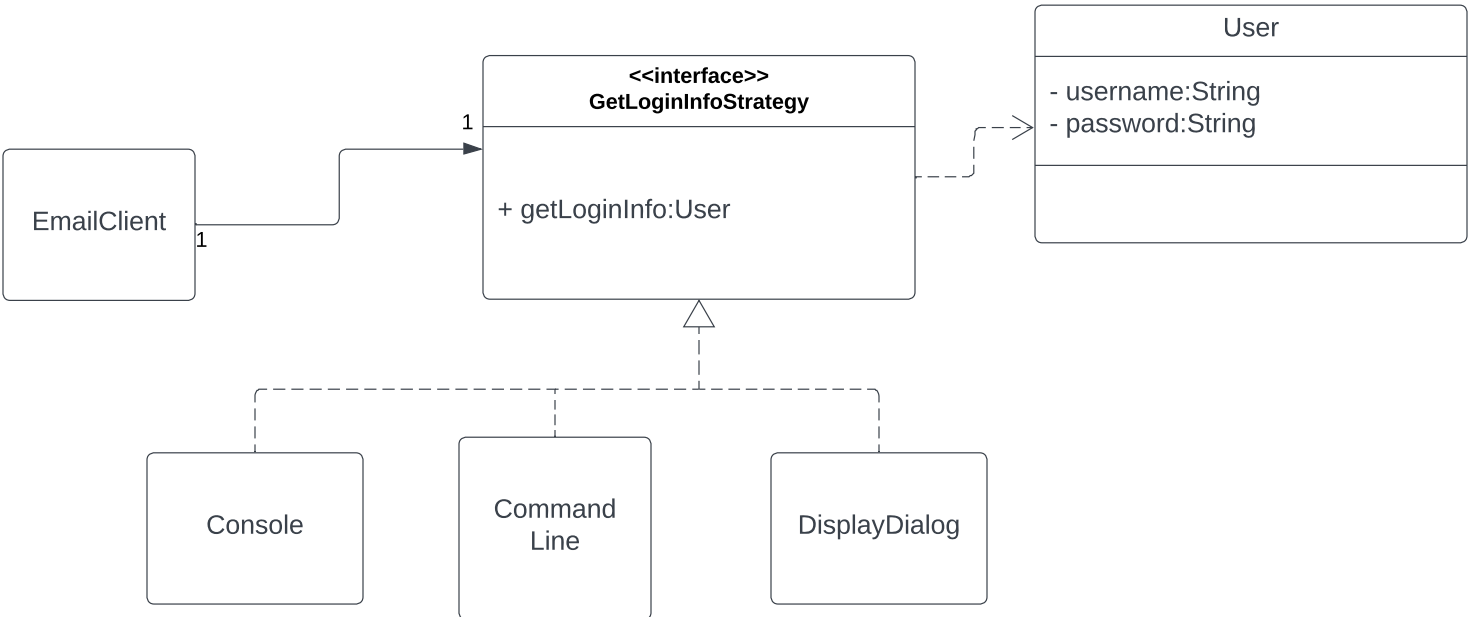 User
- username:String
- password:String
<<interface>>
GetLoginInfoStrategy
+ getLoginInfo:User
1
EmailClient
1
Console
Command
Line
DisplayDialog